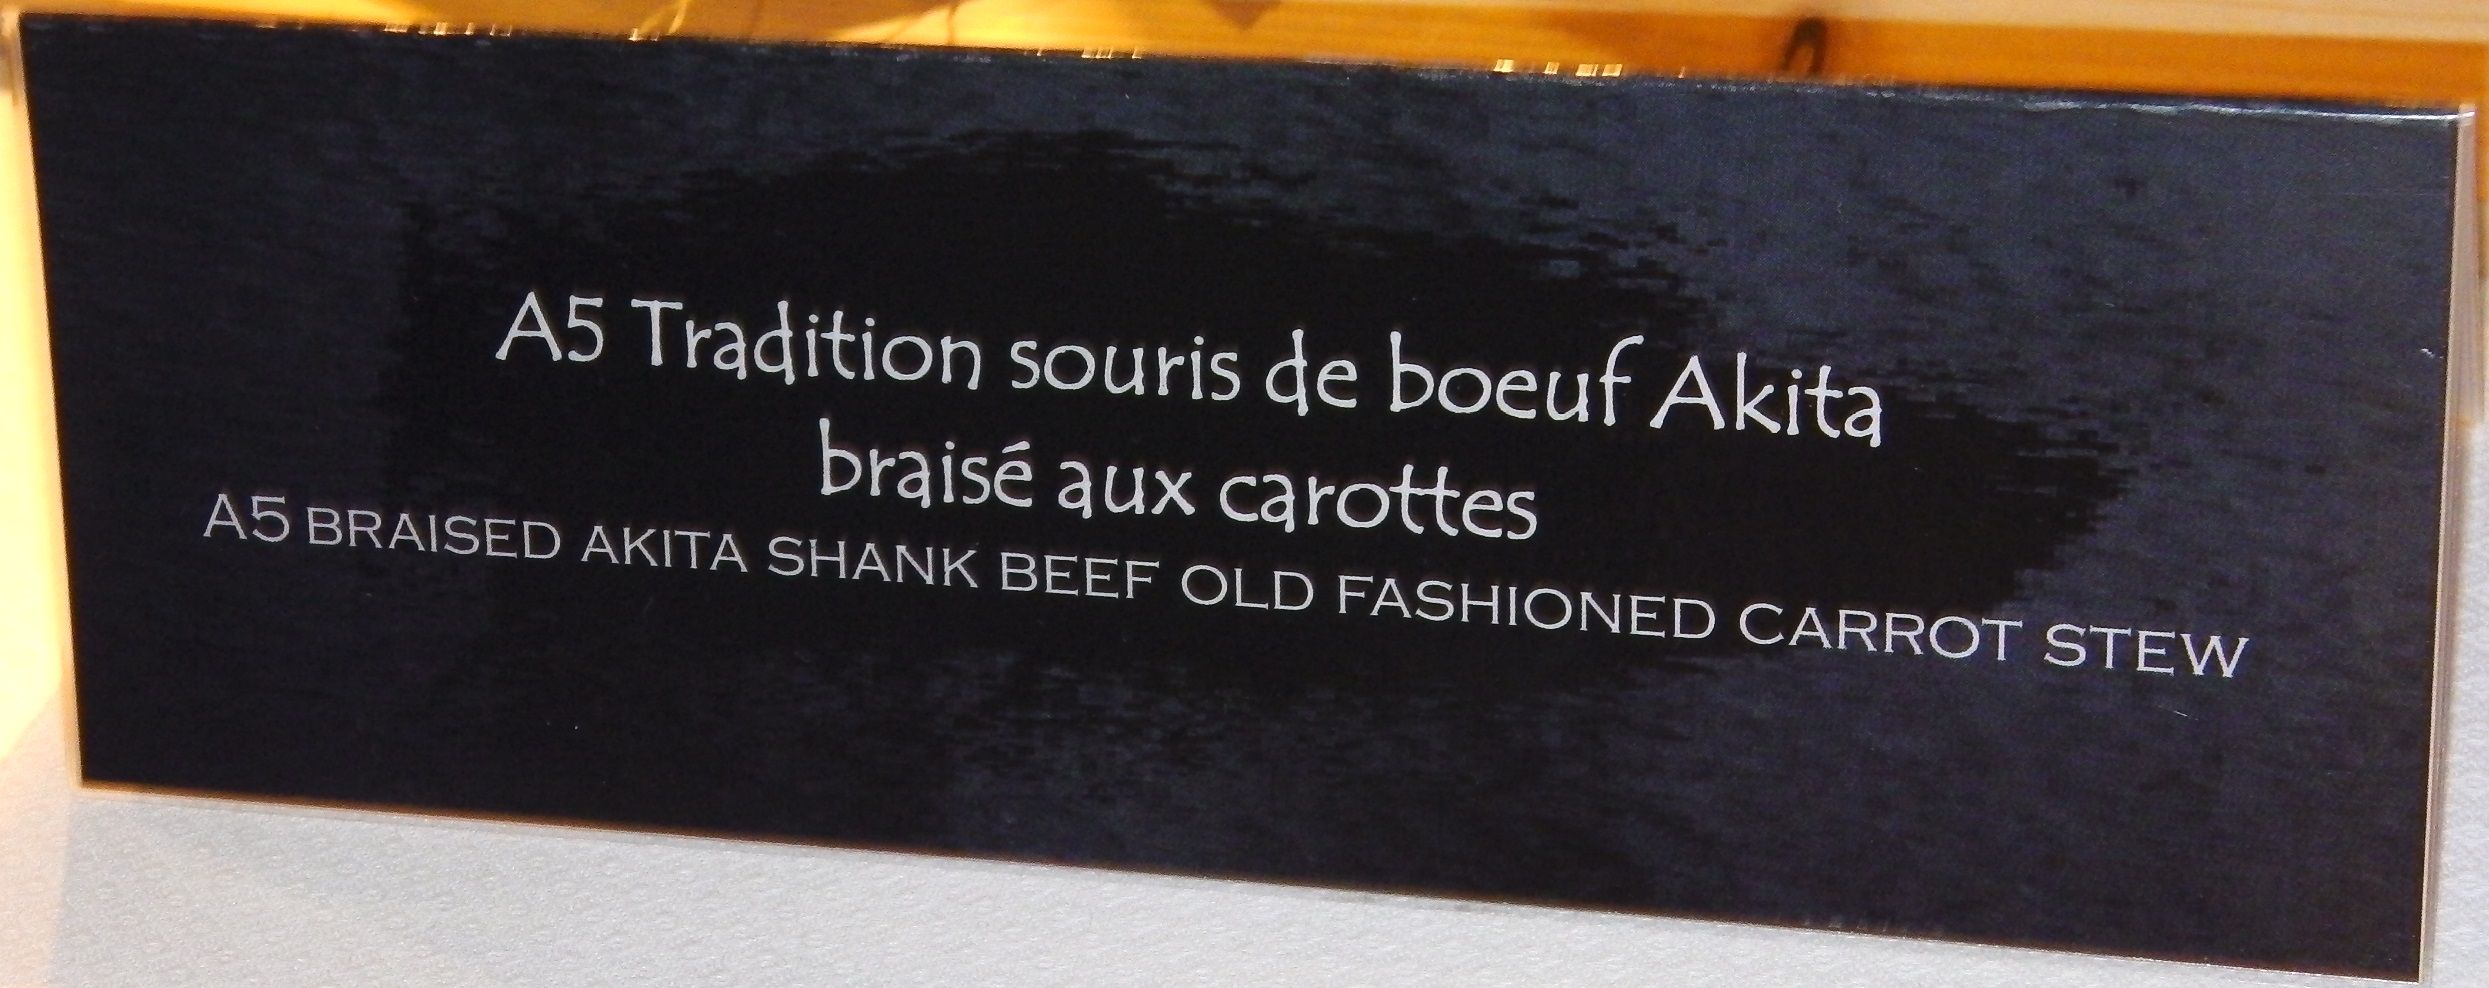 A5 Tradition souris de boeuf Akita
braisé aux carottes
A5 BRAISED AKITA SHANK BEEF OLD FASHIONED CARROT STEW